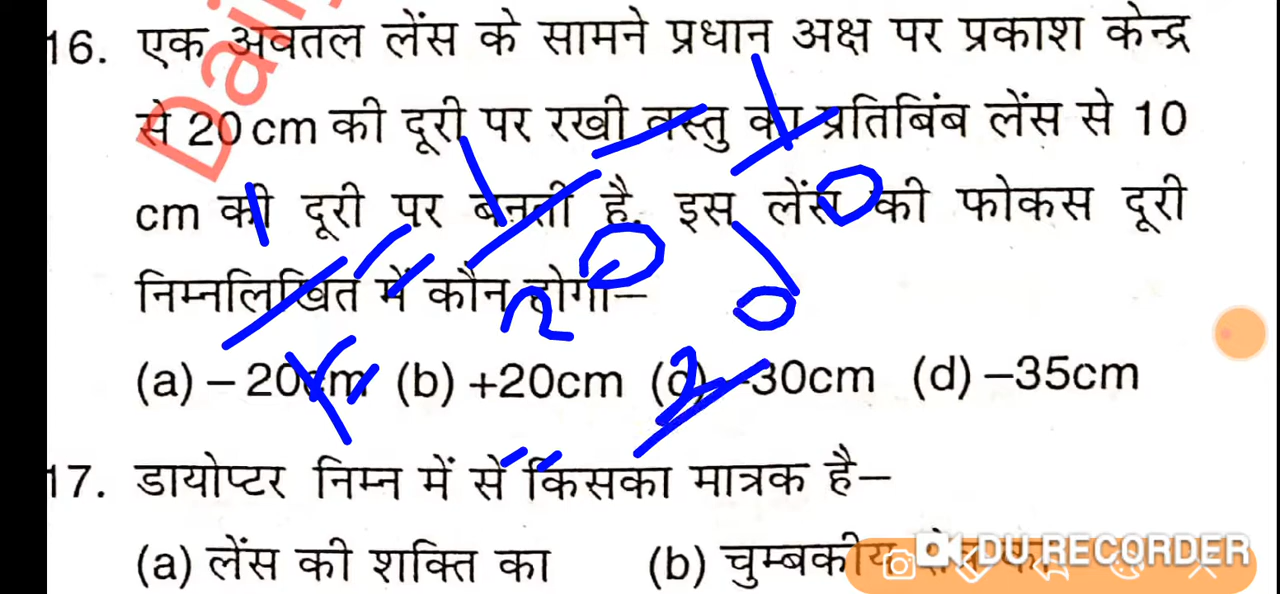 16. एक अवतल लेंस के सामने प्रधान अक्ष पर प्रकाश केन्द्र
से 20 cm की दूरी पर रखी वस्तु का प्रतिबिंब लेंस से 10
cm की दूरी पर बनती है. इस लेंस की फोकस दूरी
निम्नलिखित में कौन होगा–
(a) – 20cm (b) +20cm (c) –30cm (d) –35cm
17. डायोप्टर निम्न में से किसका मात्रक है–
(a) लेंस की शक्ति का (b) चुम्बकीय
DU RECORDER